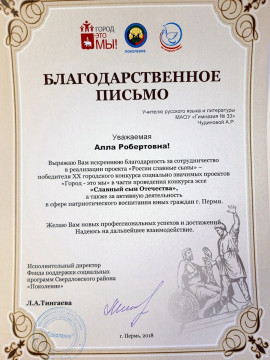 ГОРОД
ЭТО
МЫ!
ПОКОЛЕНИЕ
БЛАГОДАРСТВЕННОЕ
ПИСЬМО
Учителю русского языка и литературы
МАОУ «Гимназия № 33»
Чудиновой А.Р.
Уважаемая
Алла Робертовна!
Выражаю Вам искреннюю благодарность за сотрудничество
в реализации проекта «России славные сыны» –
победителя XX городского конкурса социально значимых проектов
«Город - это мы» в части проведения конкурса эссе
«Славный сын Отечества»,
а также за активную деятельность
в сфере патриотического воспитания юных граждан г. Перми.
Желаю Вам новых профессиональных успехов и достижений.
Надеюсь на дальнейшее взаимодействие.
Исполнительный директор
Фонда поддержки социальных
программ Свердловского района
«Поколение»
Л.А.Тингаева
г. Пермь, 2018